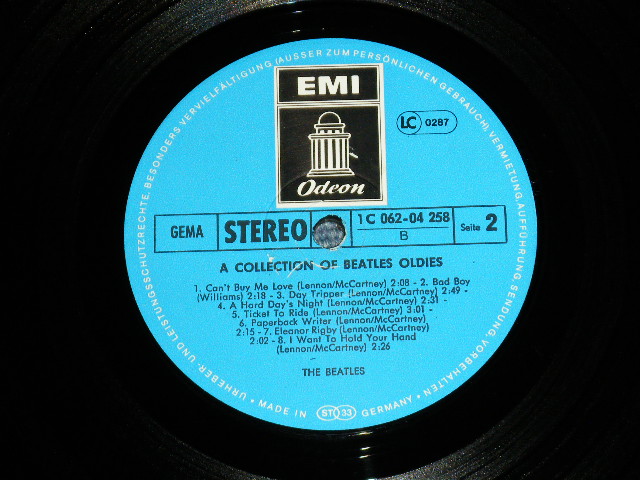 URHEBER- UND LEISTUNGSSCHUTZRECHTE, BESONDERS VERVIELFÄLTIGUNG (AUSSER ZUM PERSÖNLICHEN GEBRAUCH), VERMIETUNG, AUFFÜHRUNG, SENDUNG, VORBEHALTEN •
EMI
Odeon
LC 0287
GEMA
STEREO
1C 062-04 258
B
Seite 2
A COLLECTION OF BEATLES OLDIES
1. Can't Buy Me Love (Lennon/McCartney) 2:08 - 2. Bad Boy
(Williams) 2:18 - 3. Day Tripper (Lennon/McCartney) 2:49 -
4. A Hard Day's Night (Lennon/McCartney) 2:31 -
5. Ticket To Ride (Lennon/McCartney) 3:01 -
6. Paperback Writer (Lennon/McCartney)
2:15 - 7. Eleanor Rigby (Lennon/McCartney)
2:02 - 8. I Want To Hold Your Hand
(Lennon/McCartney) 2:26
THE BEATLES
• MADE IN ST 33 GERMANY •